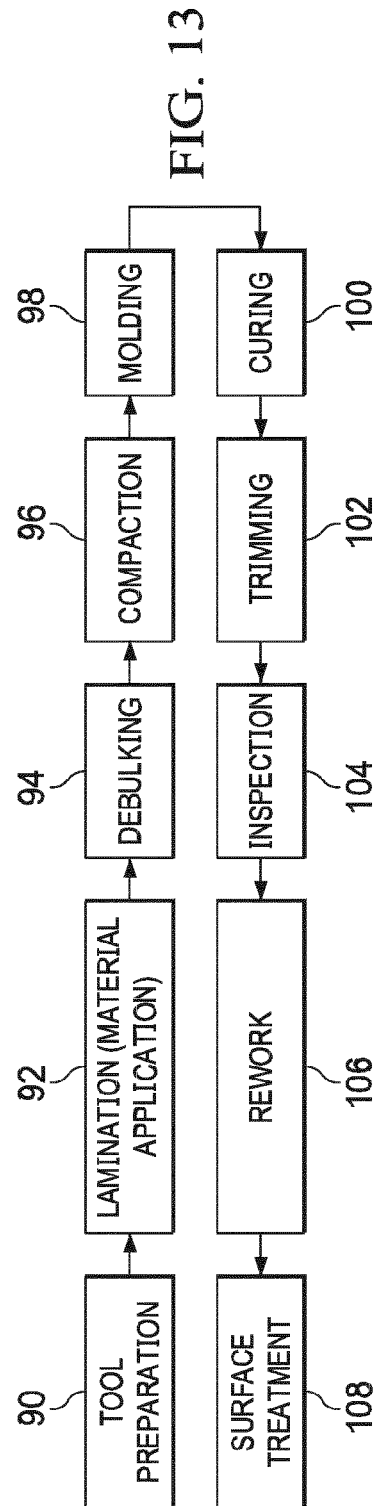 90
TOOL
PREPARATION
92
LAMINATION (MATERIAL
APPLICATION)
94
DEBULKING
96
COMPACTION
98
MOLDING
100
CURING
102
TRIMMING
104
INSPECTION
106
REWORK
108
SURFACE
TREATMENT
FIG. 13